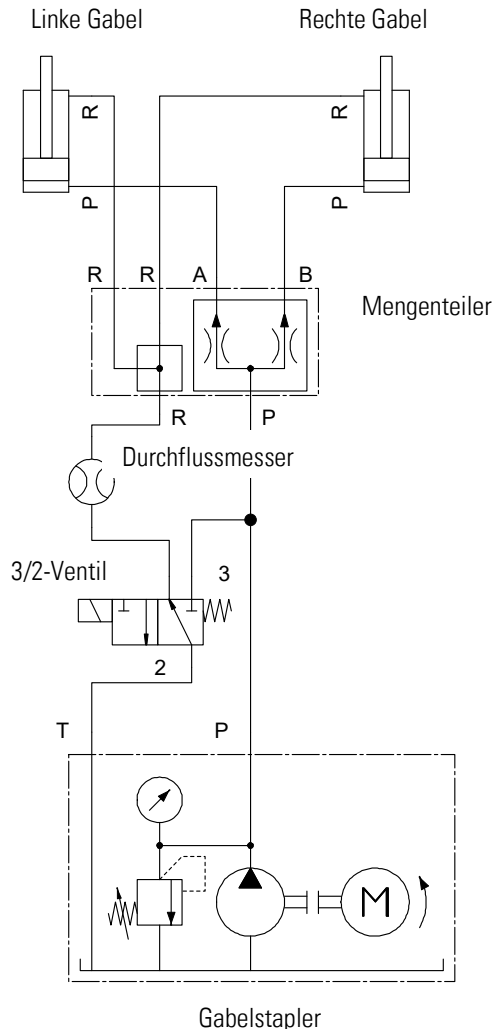 Linke Gabel
Rechte Gabel
R
R
P
P
R
R
A
B
Mengenteiler
R
P
Durchflussmesser
3/2-Ventil
3
2
T
P
M
Gabelstapler